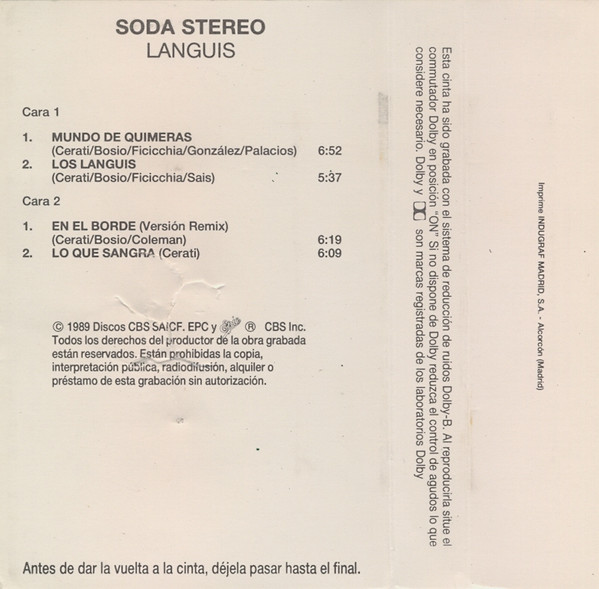 SODA STEREO
LANGUIS
Cara 1
1. MUNDO DE QUIMERAS
(Cerati/Bosio/Ficicchia/González/Palacios) 6:52
2. LOS LANGUIS
(Cerati/Bosio/Ficicchia/Sais) 5:37
Cara 2
1. EN EL BORDE (Versión Remix)
(Cerati/Bosio/Coleman) 6:19
2. LO QUE SANGRA (Cerati) 6:09
© 1989 Discos CBS SAICF. EPC y Epic ® CBS Inc.
Todos los derechos del productor de la obra grabada
están reservados. Están prohibidas la copia,
interpretación pública, radiodifusión, alquiler o
préstamo de esta grabación sin autorización.
Antes de dar la vuelta a la cinta, déjela pasar hasta el final.
Esta cinta ha sido grabada con el sistema de reducción de ruidos Dolby-B. Al reproducirla situe el
commutador Dolby en posición "ON" Si no dispone de Dolby reduzca el control de agudos lo que
considere necesario. Dolby y son marcas registradas de los laboratorios Dolby
Imprime INDUGRAF MADRID, S.A. - Alcorcón (Madrid)